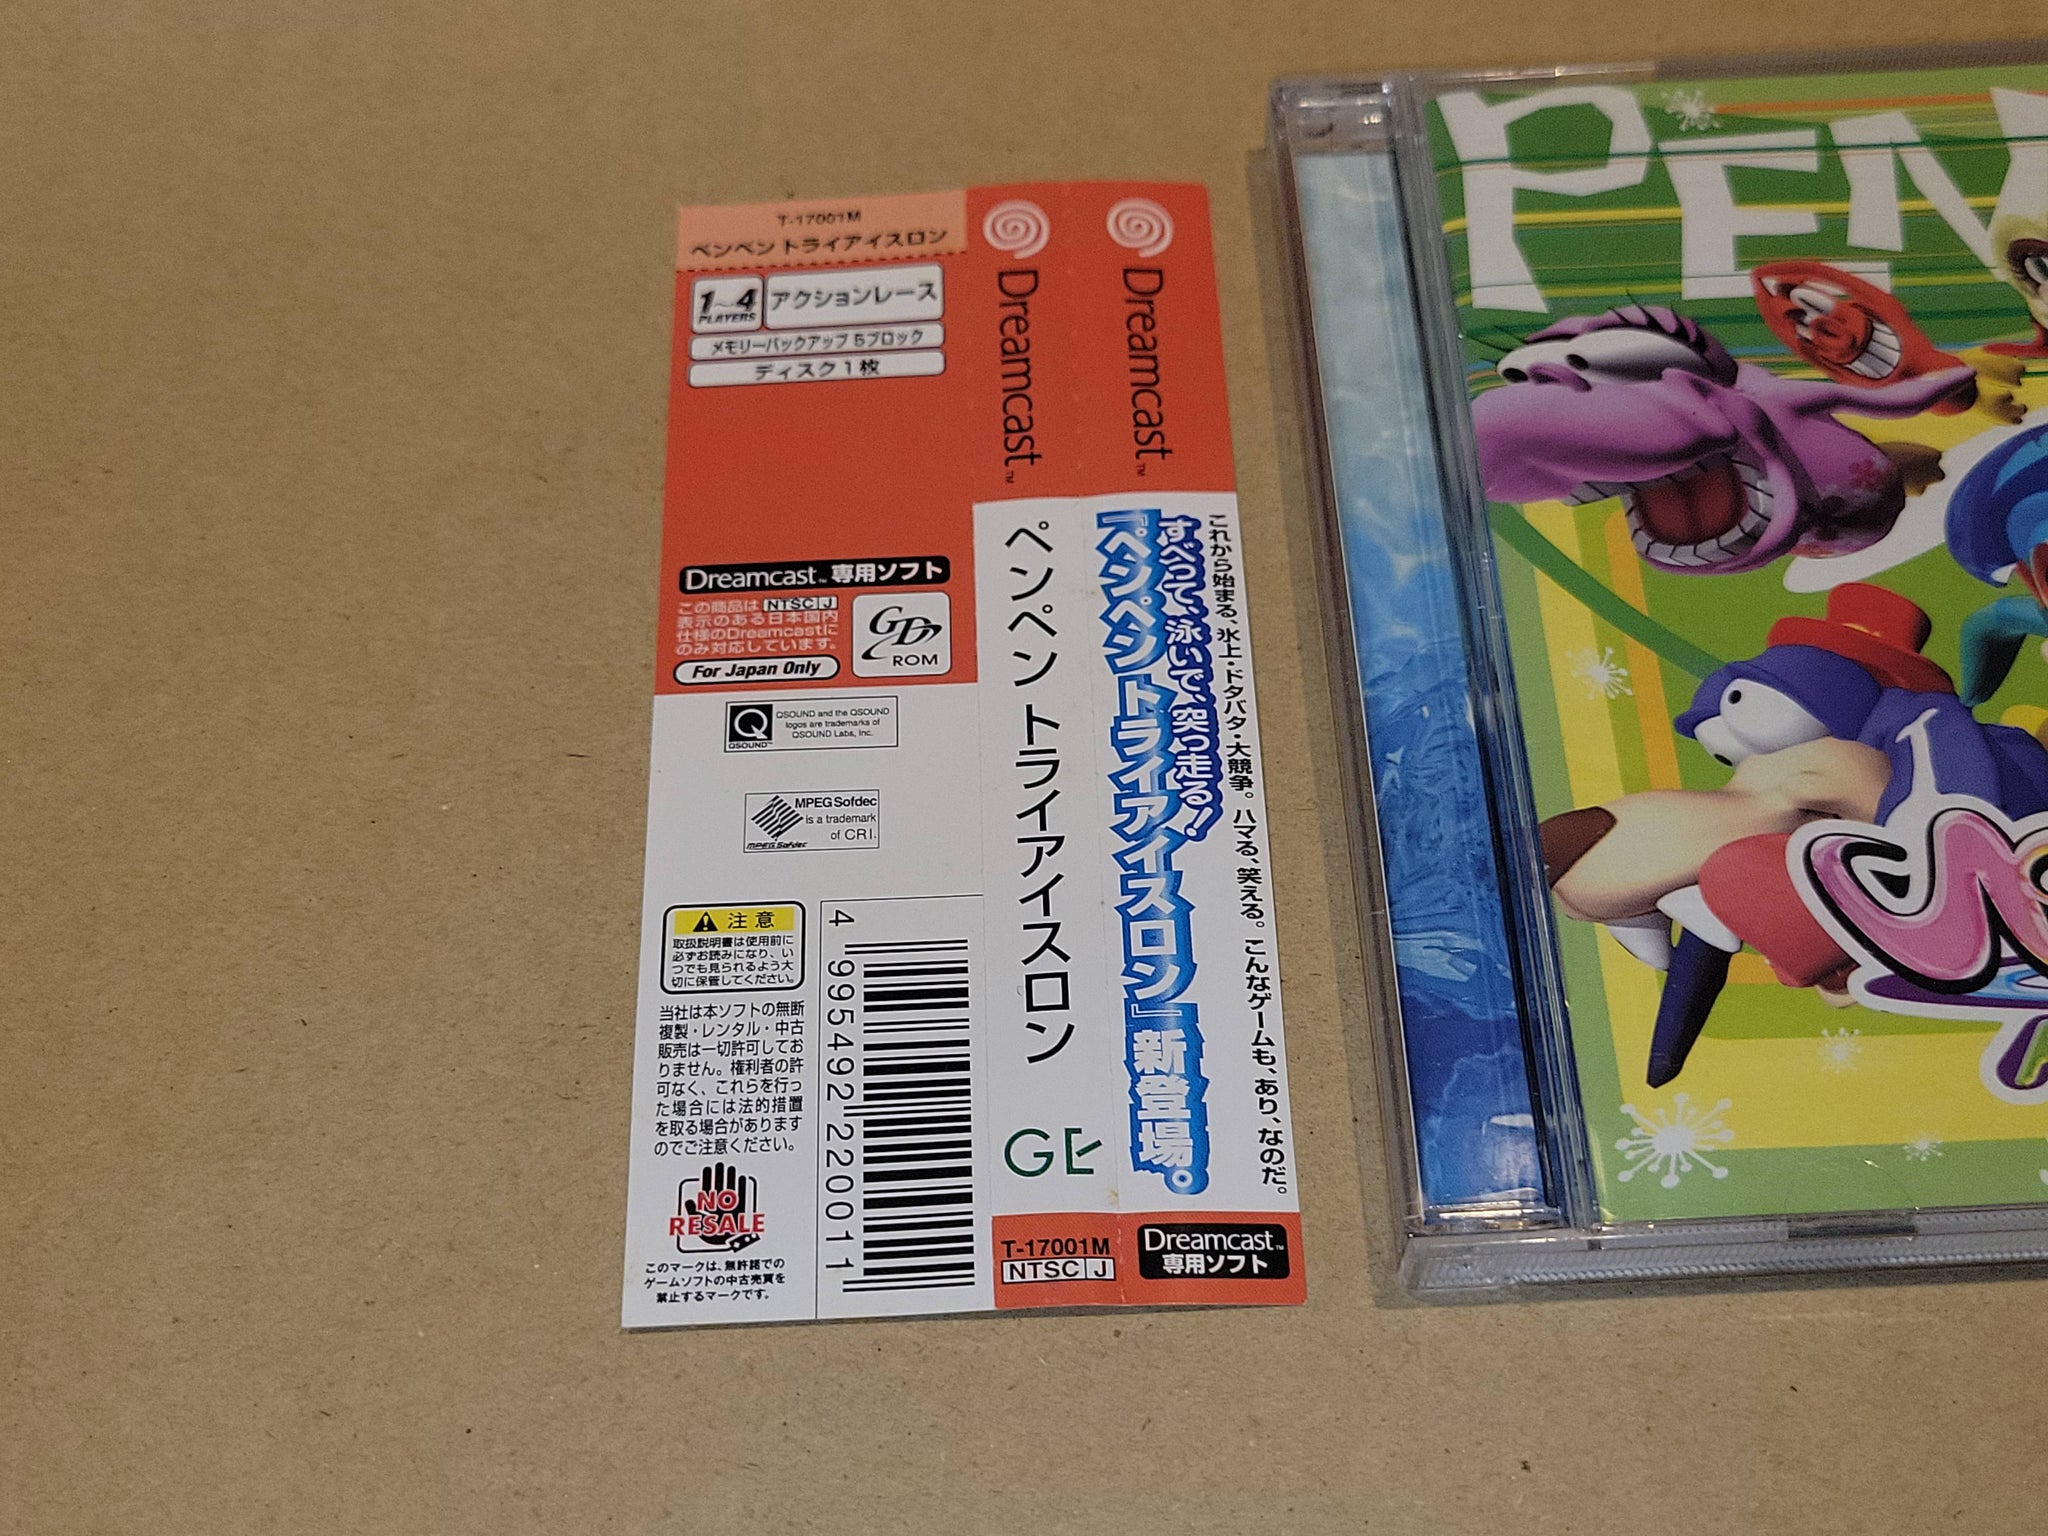 T-17001M
ペンペン トライアイスロン
1〜4
PLAYERS
アクションレース
メモリーバックアップ 5ブロック
ディスク1枚
Dreamcast™ 専用ソフト
この商品は NTSC J
表示のある日本国内
仕様のDreamcastに
のみ対応しています。
For Japan Only
GD
ROM
Q
QSOUND™
QSOUND and the QSOUND
logos are trademarks of
QSOUND Labs, Inc.
MPEG Sofdec
MPEG Sofdec
is a trademark
of CRI.
注意
取扱説明書は使用前に
必ずお読みになり、い
つでも見られるよう大
切に保管してください。
当社は本ソフトの無断
複製・レンタル・中古
販売は一切許可してお
りません。権利者の許
可なく、これらを行っ
た場合には法的措置
を取る場合があります
のでご注意ください。
NO
RESALE
このマークは、無許諾での
ゲームソフトの中古売買を
禁止するマークです。
4 995492 220011
Dreamcast™
ペンペン トライアイスロン
GE
T-17001M
NTSC J
Dreamcast™
これから始まる、氷上・ドタバタ・大競争。ハマる、笑える。こんなゲームも、あり、なのだ。
すべって、泳いで、突っ走る!
『ペンペン トライアイスロン』新登場。
Dreamcast™
専用ソフト
PEN